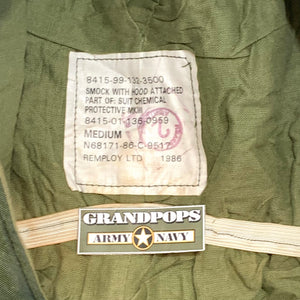 8415-99-132-3500
SMOCK WITH HOOD ATTACHED
PART OF: SUIT CHEMICAL
PROTECTIVE MKIII
8415-01-136-0959
MEDIUM
N68171-86-C-9517
REMPLOY LTD 1986
GRANDPOPS
ARMY NAVY